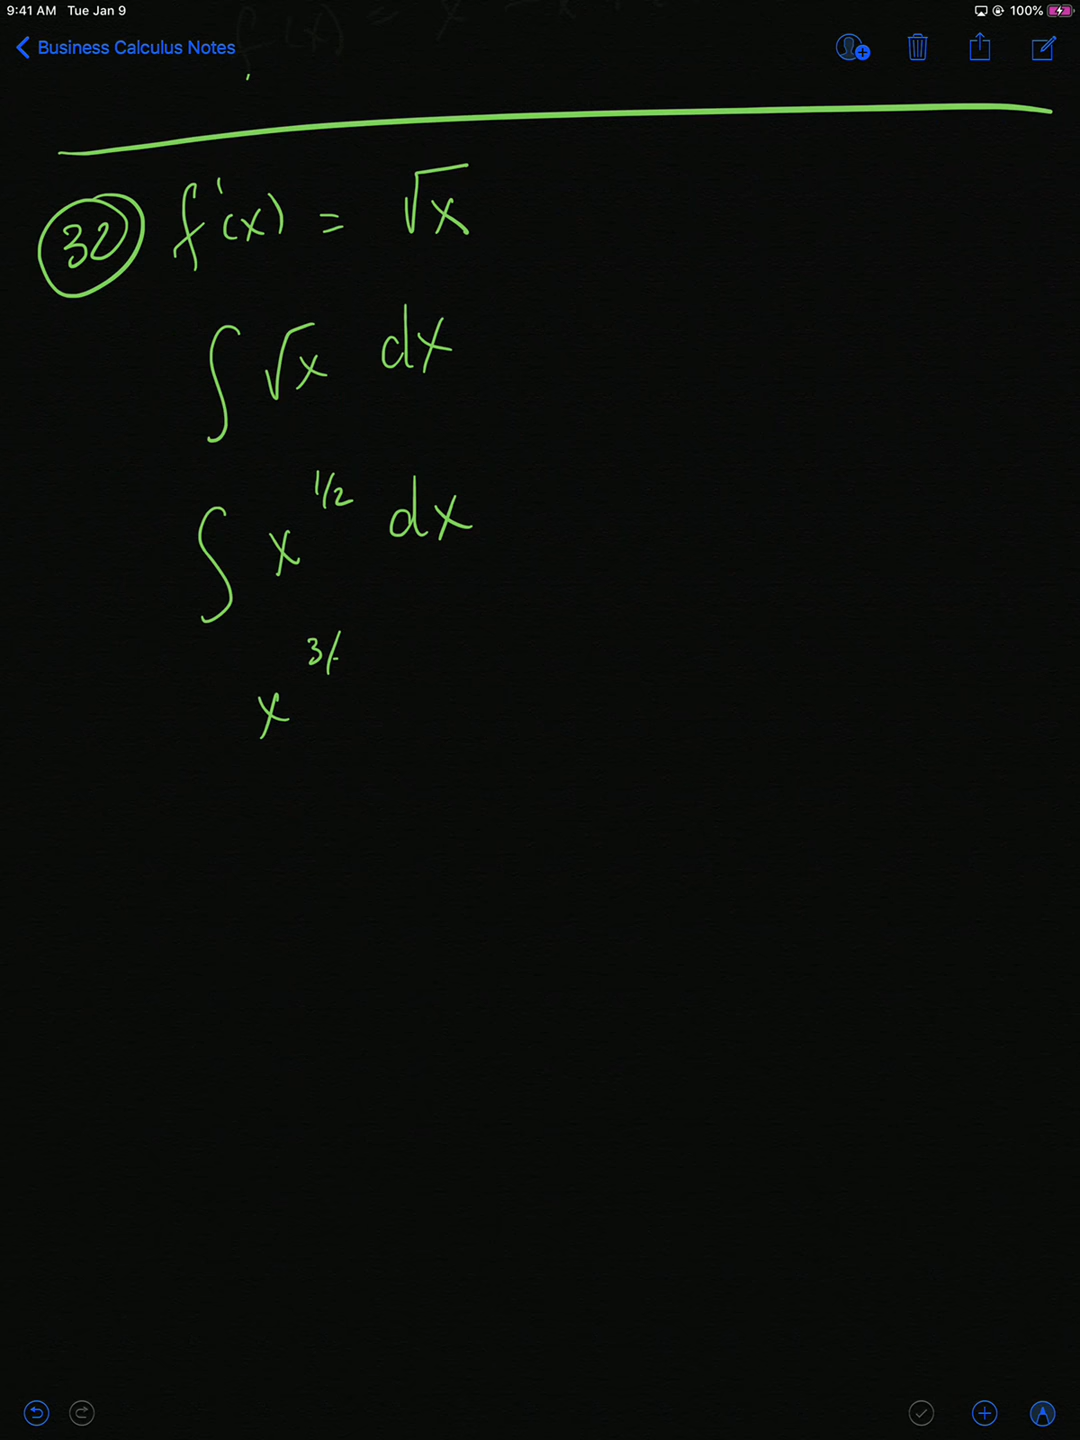 9:41 AM Tue Jan 9
100%
Business Calculus Notes
32 f'(x) = √x
∫ √x dx
∫ x^1/2 dx
x^3/